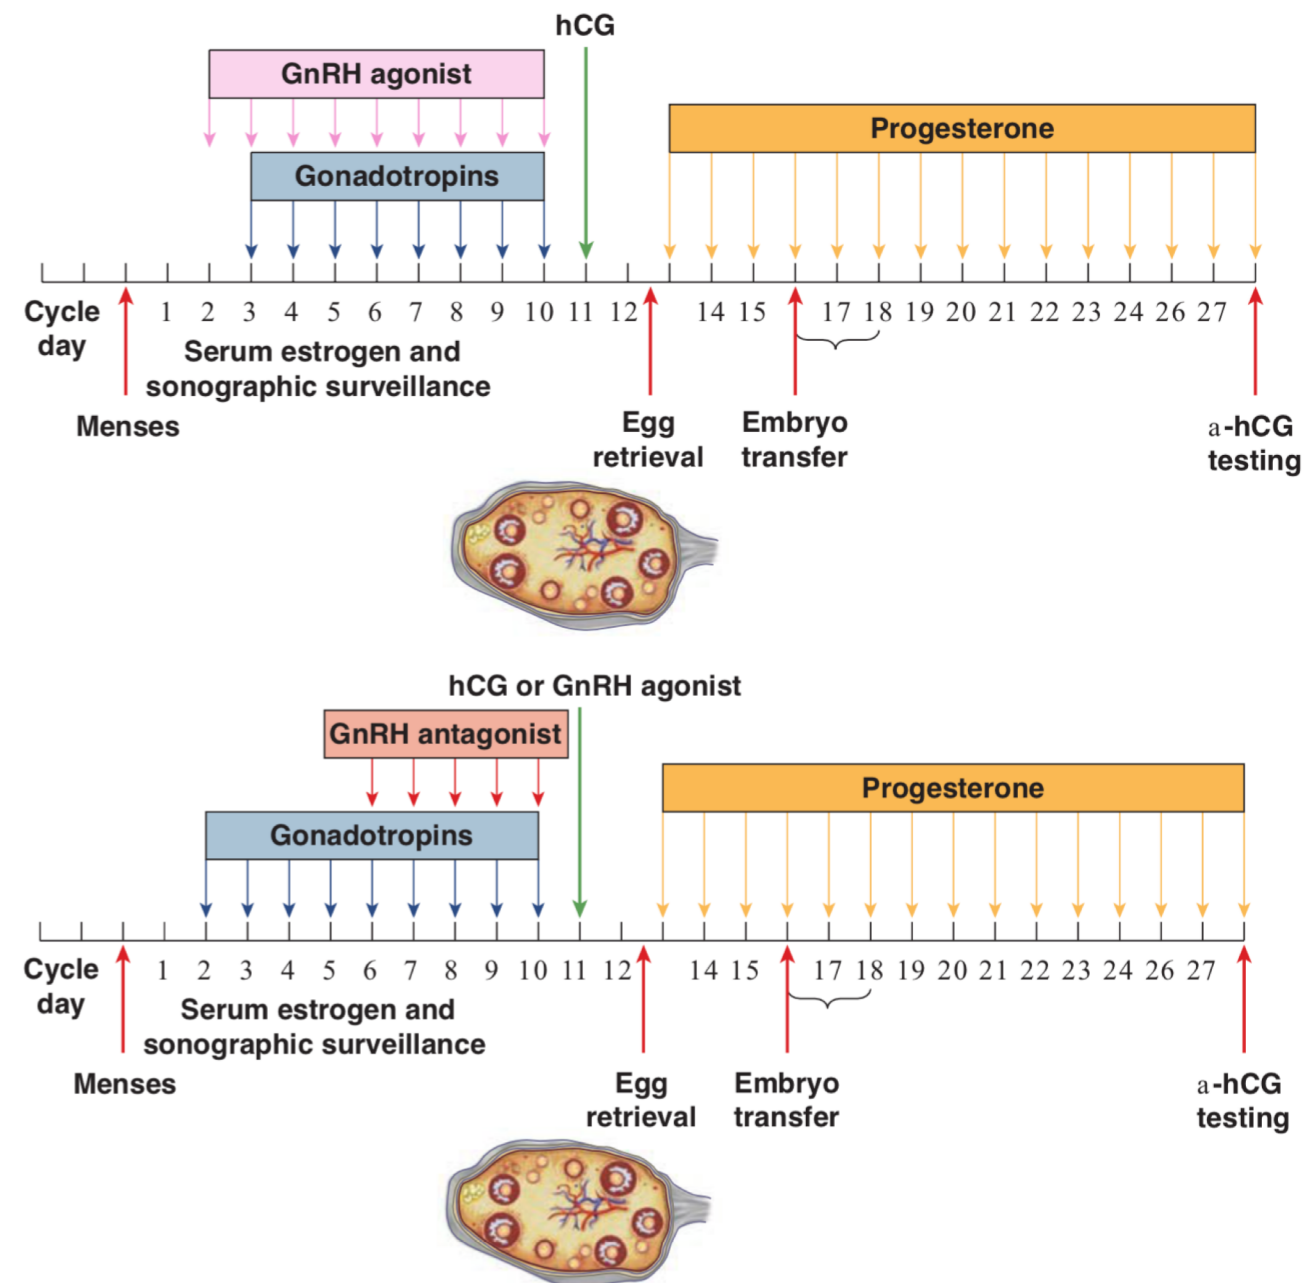 hCG
GnRH agonist
Progesterone
Gonadotropins
Cycle
day
1 2 3 4 5 6 7 8 9 10 11 12 14 15 17 18 19 20 21 22 23 24 26 27
Serum estrogen and
sonographic surveillance
Menses
Egg
retrieval
Embryo
transfer
a-hCG
testing
hCG or GnRH agonist
GnRH antagonist
Progesterone
Gonadotropins
Cycle
day
1 2 3 4 5 6 7 8 9 10 11 12 14 15 17 18 19 20 21 22 23 24 26 27
Serum estrogen and
sonographic surveillance
Menses
Egg
retrieval
Embryo
transfer
a-hCG
testing